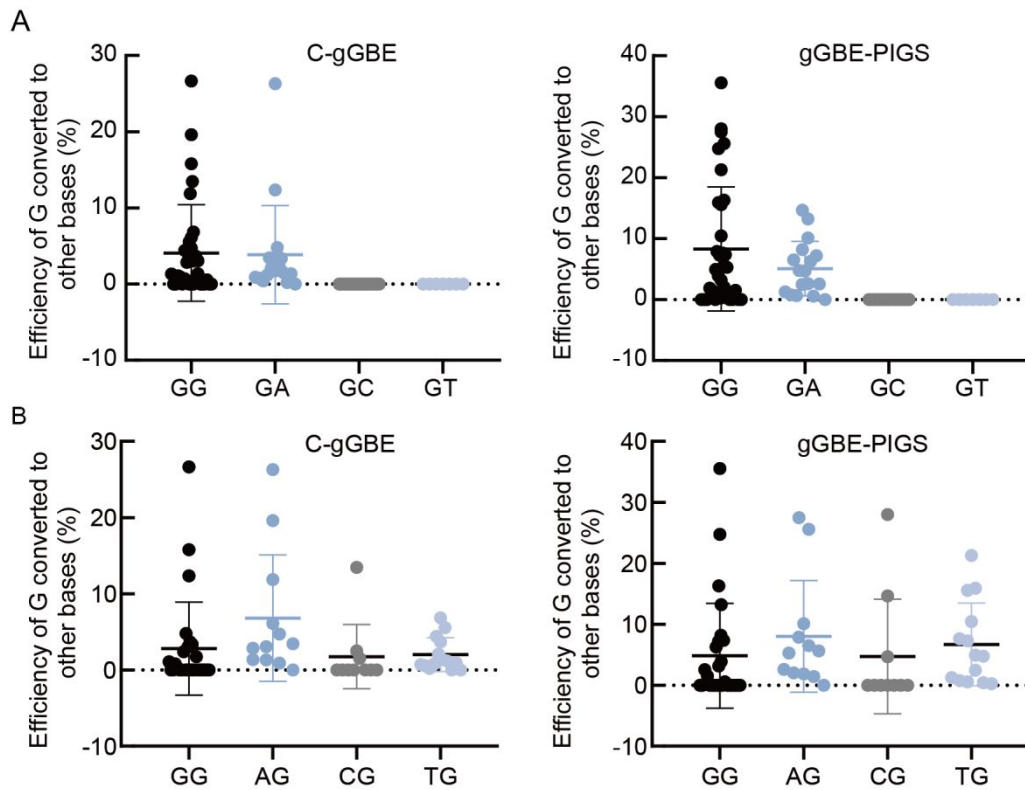 A
C-gGBE
Efficiency of G converted to
other bases (%)
30
20
10
0
-10
GG GA GC GT
gGBE-PIGS
Efficiency of G converted to
other bases (%)
40
30
20
10
0
-10
GG GA GC GT
B
C-gGBE
Efficiency of G converted to
other bases (%)
30
20
10
0
-10
GG AG CG TG
gGBE-PIGS
Efficiency of G converted to
other bases (%)
40
30
20
10
0
-10
GG AG CG TG